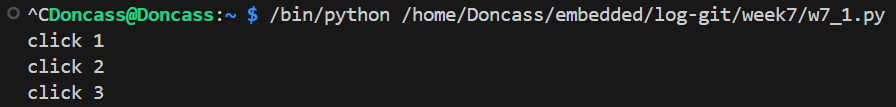 ^CDoncass@Doncass:~ $ /bin/python /home/Doncass/embedded/log-git/week7/w7_1.py
click 1
click 2
click 3